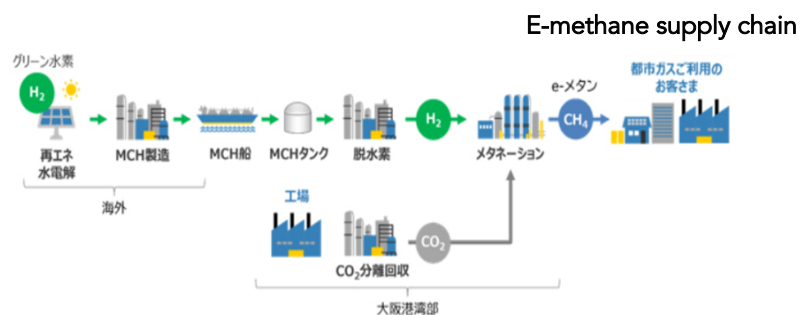 E-methane supply chain
グリーン水素
H2
再エネ
水電解
MCH製造
MCH船
MCHタンク
脱水素
H2
メタネーション
e-メタン
CH4
都市ガスご利用の
お客さま
海外
工場
CO2分離回収
CO2
大阪港湾部